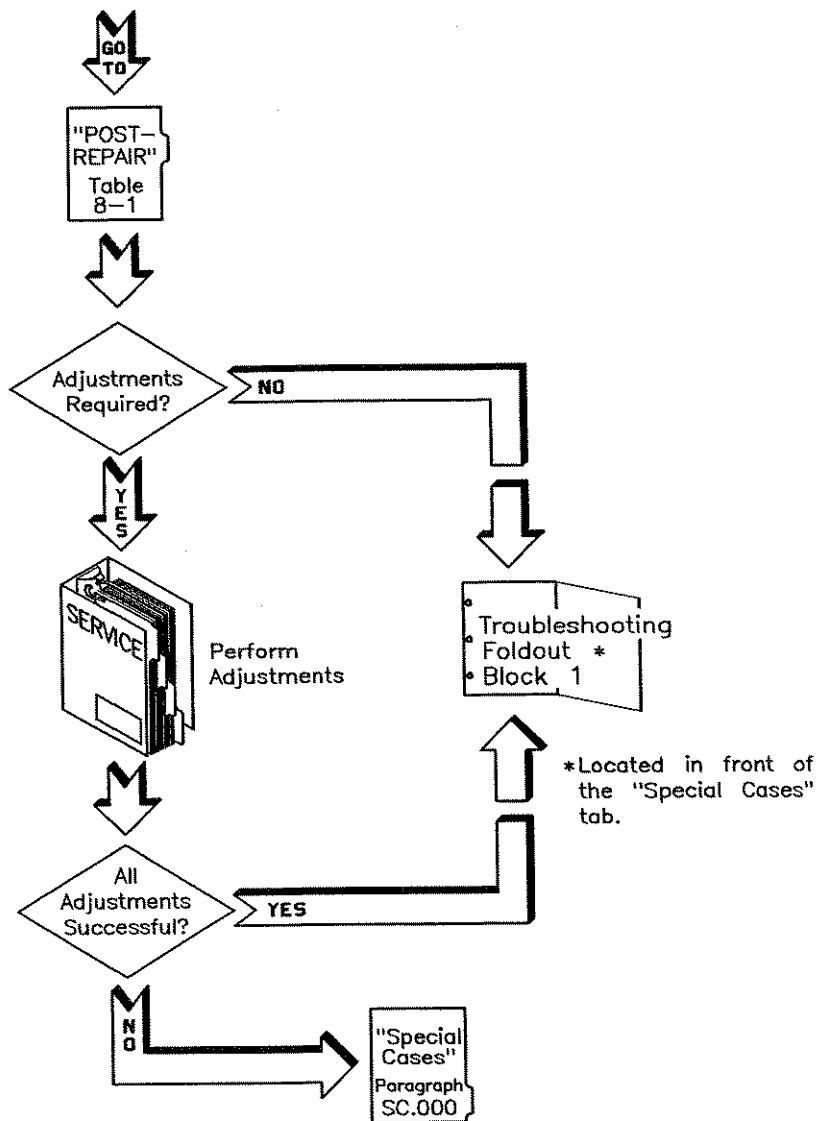 GO
TO
"POST-
REPAIR"
Table
8-1
Adjustments
Required?
NO
YES
SERVICE
Perform
Adjustments
Troubleshooting
Foldout *
Block 1
*Located in front of
the "Special Cases"
tab.
All
Adjustments
Successful?
YES
NO
"Special
Cases"
Paragraph
SC.000